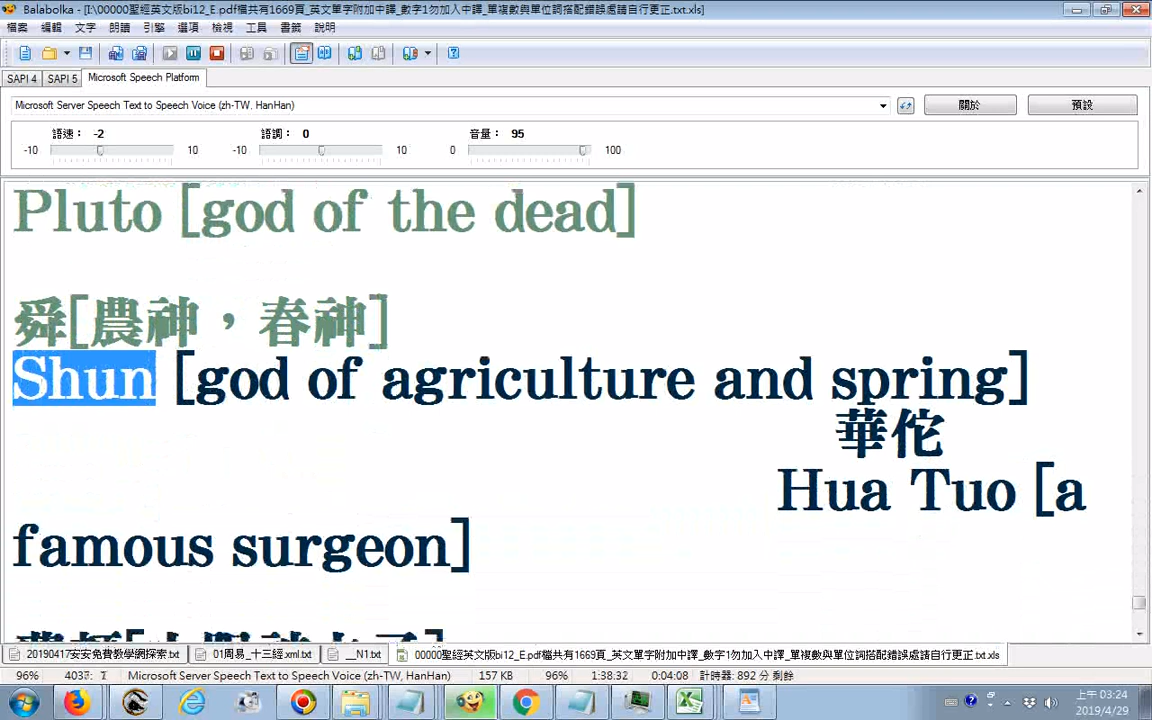 Balabolka - [I:\00000聖經英文版bi12_E.pdf檔共有1669頁_英文單字附加中譯_數字1勿加入中譯_單複數與單位詞搭配錯誤處請自行更正.txt.xls]
檔案 編輯 文字 朗讀 引擎 選項 檢視 工具 書籤 說明
SAPI 4 SAPI 5 Microsoft Speech Platform
Microsoft Server Speech Text to Speech Voice (zh-TW, HanHan) 關於 預設
語速： -2 語調： 0 音量： 95
-10 10 -10 10 0 100
Pluto [god of the dead]
舜[農神，春神]
Shun [god of agriculture and spring]
華佗
Hua Tuo [a
famous surgeon]
20190417安安免費教學網探索.txt 01周易_十三經.xml.txt __N1.txt 00000聖經英文版bi12_E.pdf檔共有1669頁_英文單字附加中譯_數字1勿加入中譯_單複數與單位詞搭配錯誤處請自行更正.txt.xls
96% 4037: 1 Microsoft Server Speech Text to Speech Voice (zh-TW, HanHan) 157 KB 96% 1:38:32 0:04:08 計時器: 892 分 剩餘
上午 03:24
2019/4/29